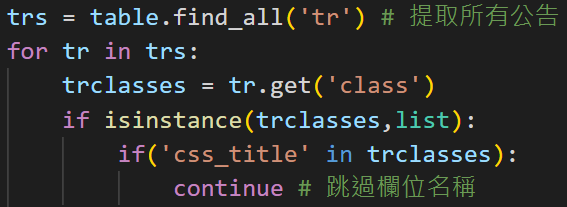 trs = table.find_all('tr') # 提取所有公告
for tr in trs:
    trclasses = tr.get('class')
    if isinstance(trclasses,list):
        if('css_title' in trclasses):
            continue # 跳過欄位名稱